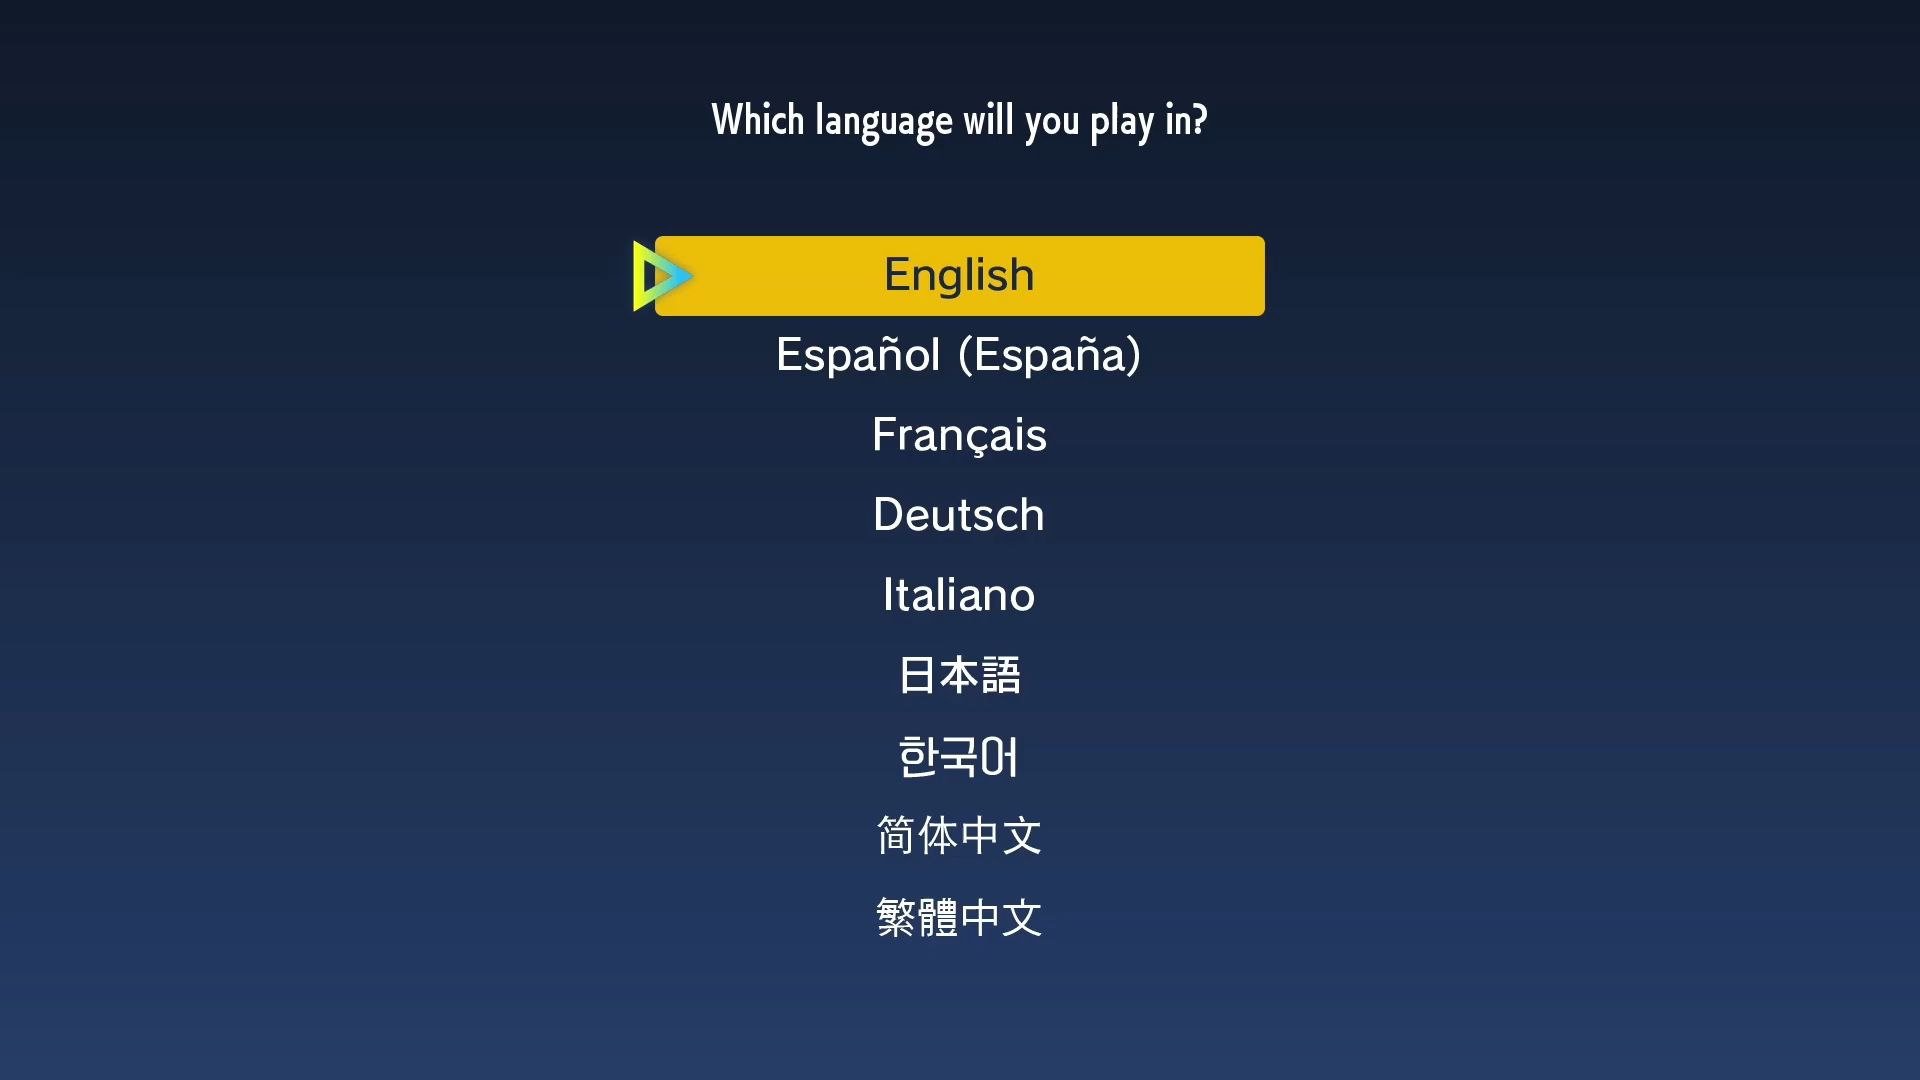 Which language will you play in?
English
Español (España)
Français
Deutsch
Italiano
日本語
한국어
简体中文
繁體中文